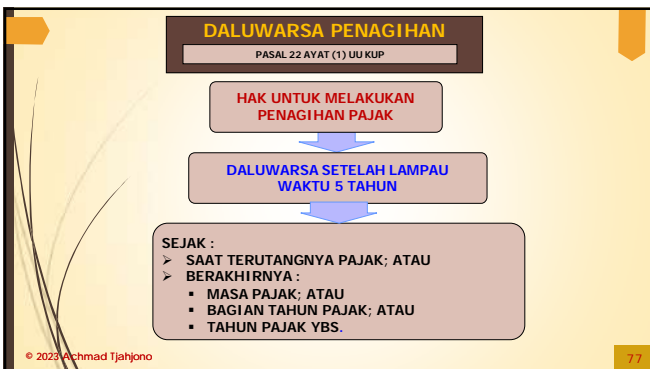 DALUWARSA PENAGIHAN
PASAL 22 AYAT (1) UU KUP
HAK UNTUK MELAKUKAN
PENAGIHAN PAJAK
DALUWARSA SETELAH LAMPAU
WAKTU 5 TAHUN
SEJAK :
➢ SAAT TERUTANGNYA PAJAK; ATAU
➢ BERAKHIRNYA :
▪ MASA PAJAK; ATAU
▪ BAGIAN TAHUN PAJAK; ATAU
▪ TAHUN PAJAK YBS.
© 2023 Achmad Tjahjono
77